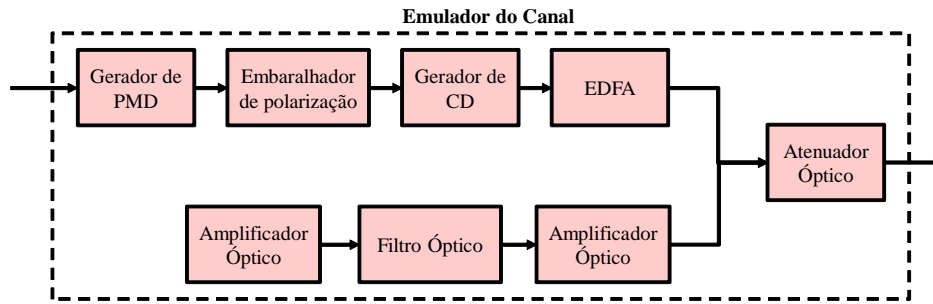 Emulador do Canal
Gerador de
PMD
Embaralhador
de polarização
Gerador de
CD
EDFA
Atenuador
Óptico
Amplificador
Óptico
Filtro Óptico
Amplificador
Óptico